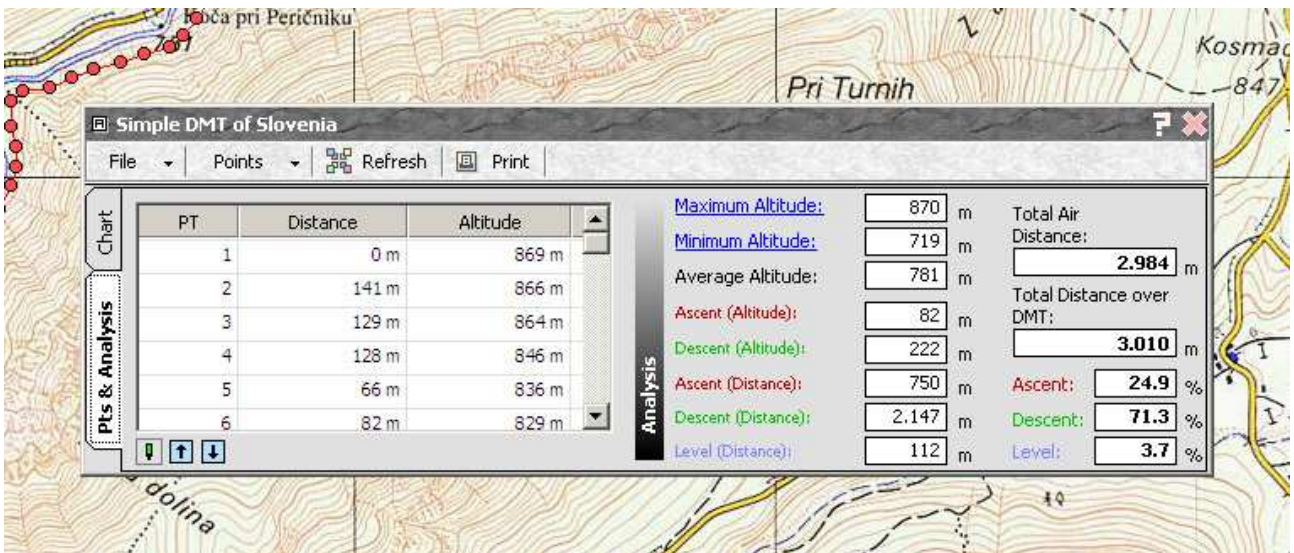 Koča pri Peričniku
Kosmac
Pri Turnih
847
Simple DMT of Slovenia
File Points Refresh Print
Chart
Pts & Analysis
PT Distance Altitude
1 0 m 869 m
2 141 m 866 m
3 129 m 864 m
4 128 m 846 m
5 66 m 836 m
6 82 m 829 m
Analysis
Maximum Altitude: 870 m
Minimum Altitude: 719 m
Average Altitude: 781 m
Ascent (Altitude): 82 m
Descent (Altitude): 222 m
Ascent (Distance): 750 m
Descent (Distance): 2.147 m
Level (Distance): 112 m
Total Air
Distance:
2.984 m
Total Distance over
DMT:
3.010 m
Ascent: 24.9 %
Descent: 71.3 %
Level: 3.7 %
dolina